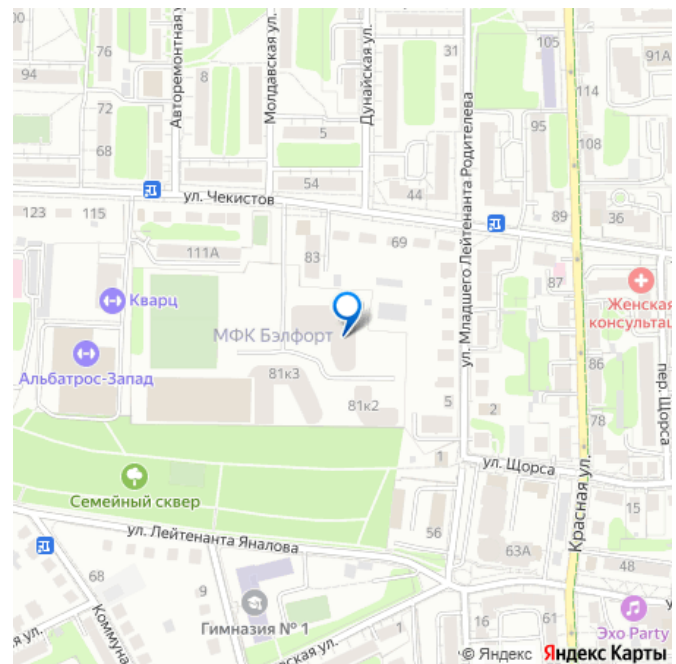 100
76
94
72
68
Авторемонтная у
8
Молдавская ул.
5
Дунайская ул.
31
105
91А
114
95
108
54
44
ул. Чекистов
123
115
111А
83
69
89
36
87
ул. Младшего Лейтенанта Родителева
Женская
консультац
Кварц
МФК Бэлфорт
Альбатрос-Запад
81к3
81к2
5
2
86
78
пер. Щорса
1
ул. Щорса
Красная ул.
15
Семейный сквер
ул. Лейтенанта Яналова
56
63А
48
68
9
Коммуна
Гимназия № 1
1
16
61
Эхо Party
я ул.
вская ул.
© Яндекс Яндекс Карты